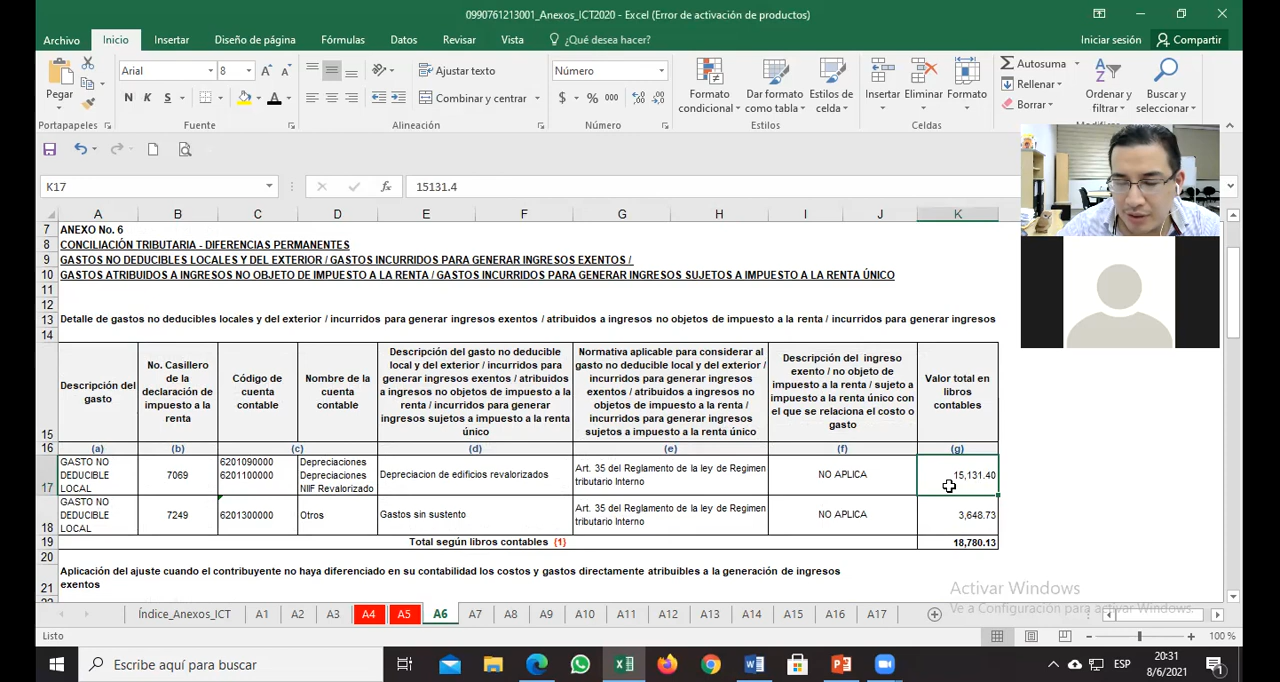 0990761213001_Anexos_ICT2020 - Excel (Error de activación de productos)
Archivo Inicio Insertar Diseño de página Fórmulas Datos Revisar Vista ¿Qué desea hacer? Iniciar sesión Compartir
Pegar
Arial 8
N K S
Ajustar texto
Combinar y centrar
Número
$ % 000
Formato condicional
Dar formato como tabla
Estilos de celda
Insertar Eliminar Formato
Autosuma
Rellenar
Borrar
Ordenar y filtrar
Buscar y seleccionar
Portapapeles Fuente Alineación Número Estilos Celdas
K17 fx 15131.4
A B C D E F G H I J K
7 ANEXO No. 6
8 CONCILIACIÓN TRIBUTARIA - DIFERENCIAS PERMANENTES
9 GASTOS NO DEDUCIBLES LOCALES Y DEL EXTERIOR / GASTOS INCURRIDOS PARA GENERAR INGRESOS EXENTOS /
10 GASTOS ATRIBUIDOS A INGRESOS NO OBJETO DE IMPUESTO A LA RENTA / GASTOS INCURRIDOS PARA GENERAR INGRESOS SUJETOS A IMPUESTO A LA RENTA ÚNICO
11
12
13 Detalle de gastos no deducibles locales y del exterior / incurridos para generar ingresos exentos / atribuidos a ingresos no objetos de impuesto a la renta / incurridos para generar ingresos
14
Descripción del gasto
No. Casillero de la declaración de impuesto a la renta
Código de cuenta contable
Nombre de la cuenta contable
Descripción del gasto no deducible local y del exterior / incurridos para generar ingresos exentos / atribuidos a ingresos no objetos de impuesto a la renta / incurridos para generar ingresos sujetos a impuesto a la renta único
Normativa aplicable para considerar al gasto no deducible local y del exterior / incurridos para generar ingresos exentos / atribuidos a ingresos no objetos de impuesto a la renta / incurridos para generar ingresos sujetos a impuesto a la renta único
Descripción del ingreso exento / no objeto de impuesto a la renta / sujeto a impuesto a la renta único con el que se relaciona el costo o gasto
Valor total en libros contables
15
16 (a) (b) (c) (d) (e) (f) (g)
GASTO NO DEDUCIBLE LOCAL
7069
6201090000
6201100000
Depreciaciones
Depreciaciones NIIF Revalorizado
Depreciacion de edificios revalorizados
Art. 35 del Reglamento de la ley de Regimen tributario Interno
NO APLICA
15,131.40
17
GASTO NO DEDUCIBLE LOCAL
7249
6201300000
Otros
Gastos sin sustento
Art. 35 del Reglamento de la ley de Regimen tributario Interno
NO APLICA
3,648.73
18
19 Total según libros contables {1} 18,780.13
20
21 Aplicación del ajuste cuando el contribuyente no haya diferenciado en su contabilidad los costos y gastos directamente atribuibles a la generación de ingresos exentos
Activar Windows
Ve a Configuración para activar Windows.
Índice_Anexos_ICT A1 A2 A3 A4 A5 A6 A7 A8 A9 A10 A11 A12 A13 A14 A15 A16 A17
Listo 100 %
Escribe aquí para buscar
ESP
20:31
8/6/2021
1